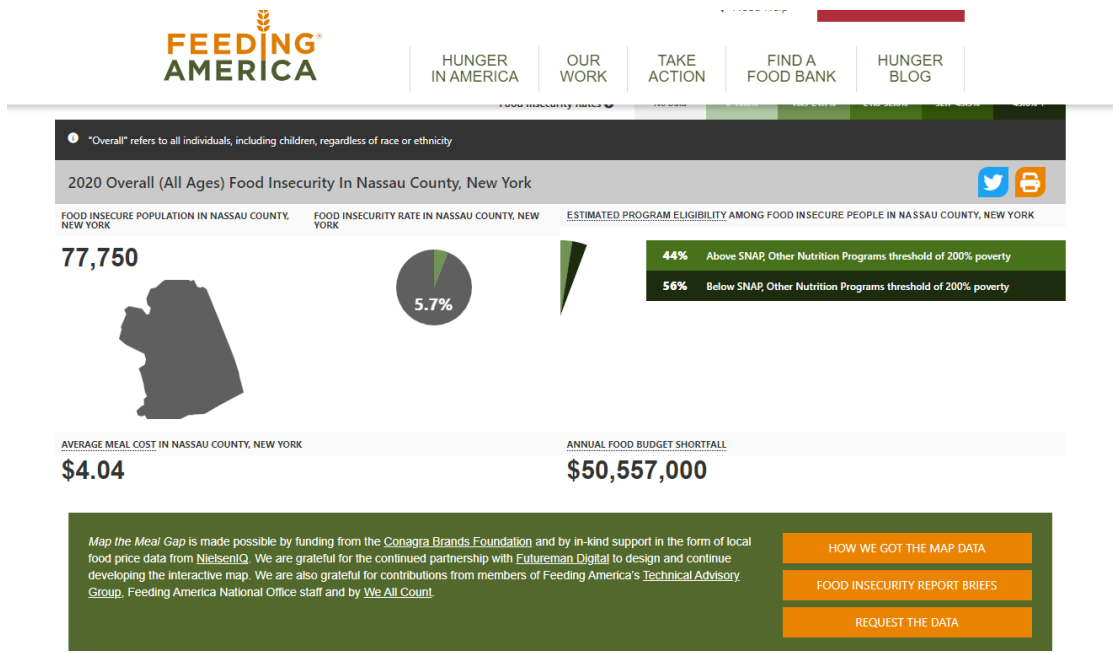 FEEDING
AMERICA
HUNGER
IN AMERICA
OUR
WORK
TAKE
ACTION
FIND A
FOOD BANK
HUNGER
BLOG
"Overall" refers to all individuals, including children, regardless of race or ethnicity
2020 Overall (All Ages) Food Insecurity In Nassau County, New York
FOOD INSECURE POPULATION IN NASSAU COUNTY,
NEW YORK
77,750
FOOD INSECURITY RATE IN NASSAU COUNTY, NEW
YORK
5.7%
ESTIMATED PROGRAM ELIGIBILITY AMONG FOOD INSECURE PEOPLE IN NASSAU COUNTY, NEW YORK
44% Above SNAP, Other Nutrition Programs threshold of 200% poverty
56% Below SNAP, Other Nutrition Programs threshold of 200% poverty
AVERAGE MEAL COST IN NASSAU COUNTY, NEW YORK
$4.04
ANNUAL FOOD BUDGET SHORTFALL
$50,557,000
Map the Meal Gap is made possible by funding from the Conagra Brands Foundation and by in-kind support in the form of local
food price data from NielsenIQ. We are grateful for the continued partnership with Futureman Digital to design and continue
developing the interactive map. We are also grateful for contributions from members of Feeding America's Technical Advisory
Group, Feeding America National Office staff and by We All Count.
HOW WE GOT THE MAP DATA
FOOD INSECURITY REPORT BRIEFS
REQUEST THE DATA